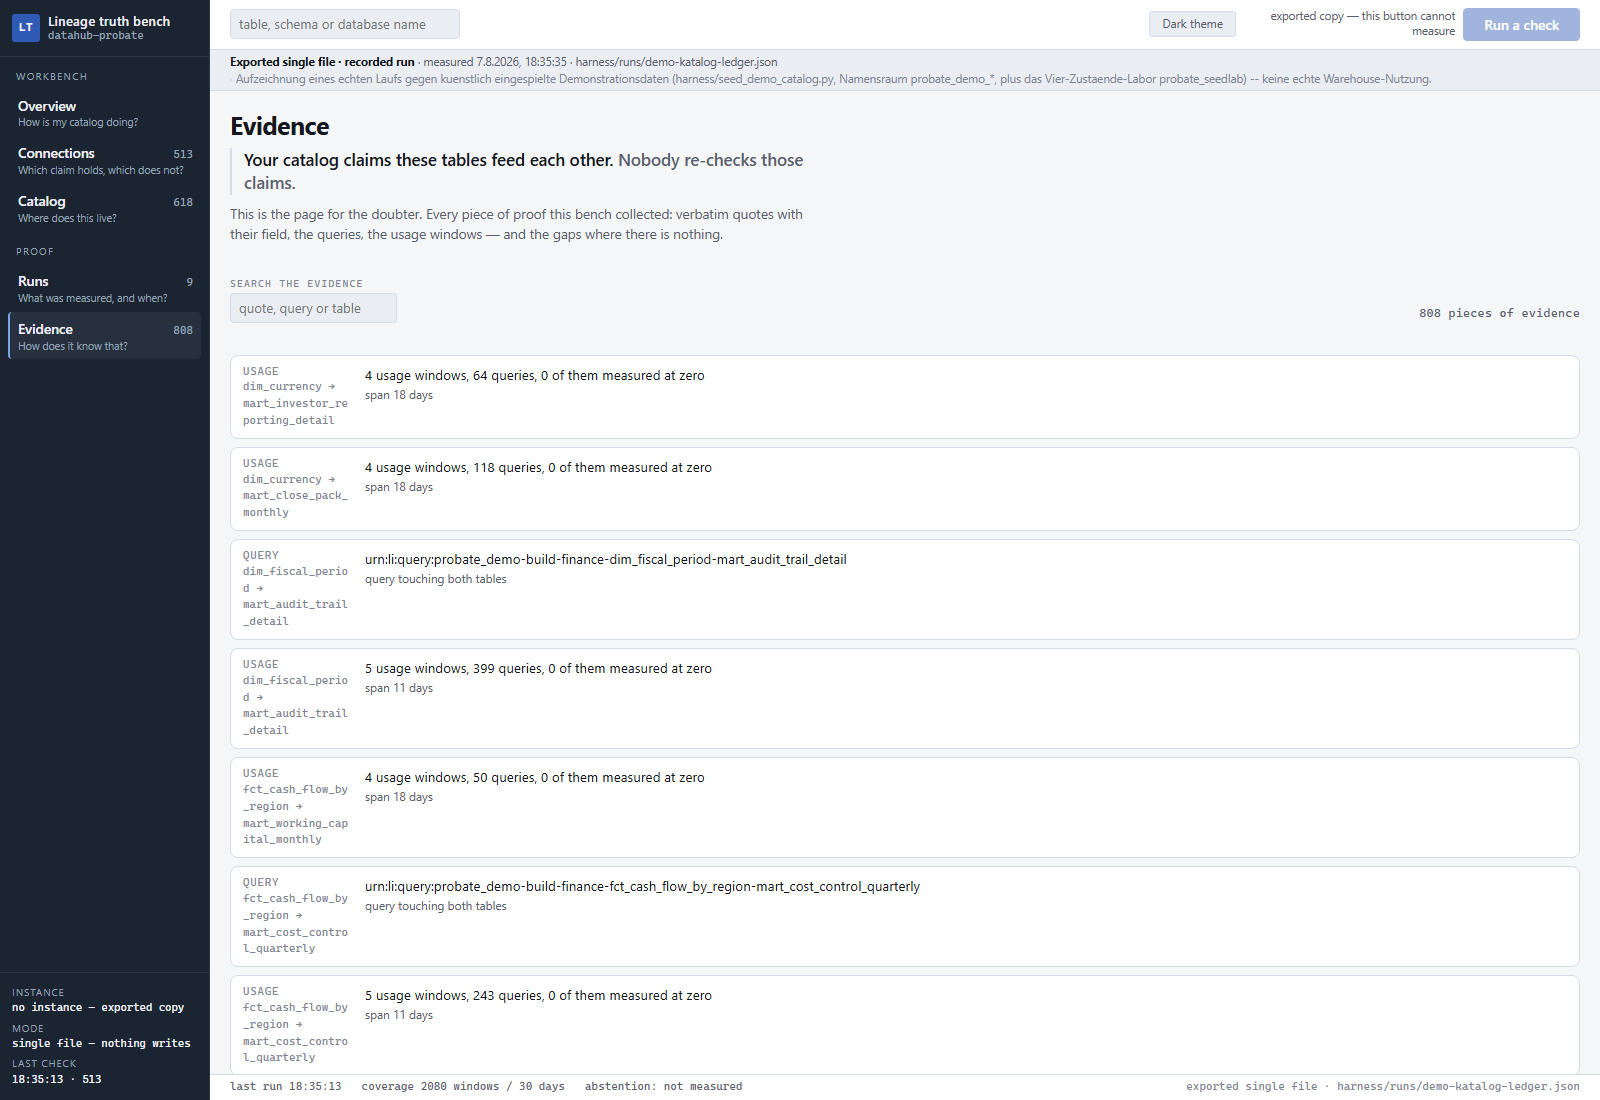 LT
Lineage truth bench
datahub-probate
WORKBENCH
Overview
How is my catalog doing?
Connections 513
Which claim holds, which does not?
Catalog 618
Where does this live?
PROOF
Runs 9
What was measured, and when?
Evidence 808
How does it know that?
INSTANCE
no instance — exported copy
MODE
single file — nothing writes
LAST CHECK
18:35:13 · 513
table, schema or database name
Dark theme
exported copy — this button cannot
measure
Run a check
Exported single file · recorded run · measured 7.8.2026, 18:35:35 · harness/runs/demo-katalog-ledger.json
· Aufzeichnung eines echten Laufs gegen kuenstlich eingespielte Demonstrationsdaten (harness/seed_demo_catalog.py, Namensraum probate_demo_*, plus das Vier-Zustaende-Labor probate_seedlab) -- keine echte Warehouse-Nutzung.
Evidence
Your catalog claims these tables feed each other. Nobody re-checks those
claims.
This is the page for the doubter. Every piece of proof this bench collected: verbatim quotes with
their field, the queries, the usage windows — and the gaps where there is nothing.
SEARCH THE EVIDENCE
quote, query or table
808 pieces of evidence
USAGE
dim_currency →
mart_investor_re
porting_detail
4 usage windows, 64 queries, 0 of them measured at zero
span 18 days
USAGE
dim_currency →
mart_close_pack_
monthly
4 usage windows, 118 queries, 0 of them measured at zero
span 18 days
QUERY
dim_fiscal_perio
d →
mart_audit_trail
_detail
urn:li:query:probate_demo-build-finance-dim_fiscal_period-mart_audit_trail_detail
query touching both tables
USAGE
dim_fiscal_perio
d →
mart_audit_trail
_detail
5 usage windows, 399 queries, 0 of them measured at zero
span 11 days
USAGE
fct_cash_flow_by
_region →
mart_working_cap
ital_monthly
4 usage windows, 50 queries, 0 of them measured at zero
span 18 days
QUERY
fct_cash_flow_by
_region →
mart_cost_contro
l_quarterly
urn:li:query:probate_demo-build-finance-fct_cash_flow_by_region-mart_cost_control_quarterly
query touching both tables
USAGE
fct_cash_flow_by
_region →
mart_cost_contro
l_quarterly
5 usage windows, 243 queries, 0 of them measured at zero
span 11 days
last run 18:35:13 coverage 2080 windows / 30 days abstention: not measured
exported single file · harness/runs/demo-katalog-ledger.json